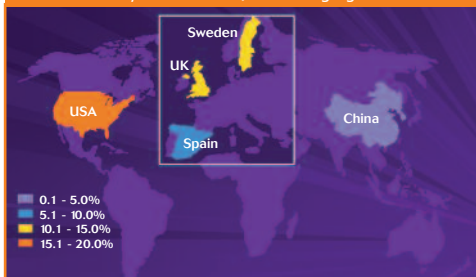 Sweden
UK
USA
China
Spain
0.1 - 5.0%
5.1 - 10.0%
10.1 - 15.0%
15.1 - 20.0%